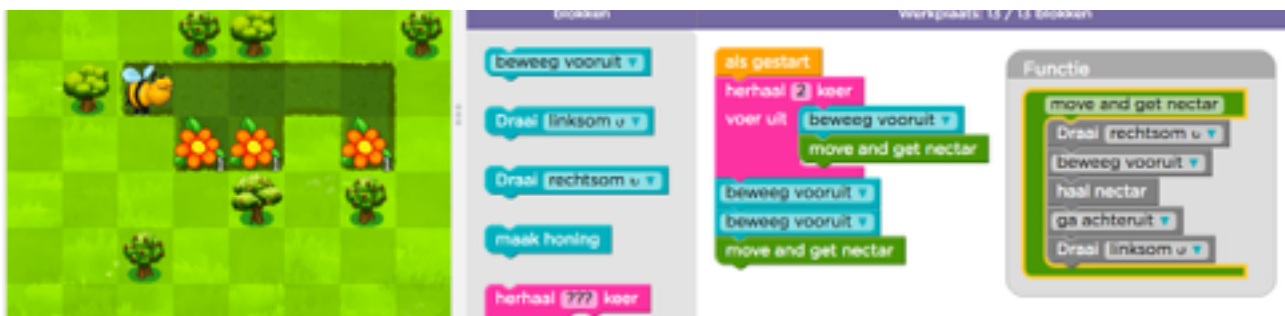 blokken
Werkplaats: 13 / 13 blokken
beweeg vooruit
Draai linksom
Draai rechtsom
maak honing
herhaal ??? keer
als gestart
herhaal 2 keer
voer uit beweeg vooruit
move and get nectar
beweeg vooruit
beweeg vooruit
move and get nectar
Functie
move and get nectar
Draai rechtsom
beweeg vooruit
haal nectar
ga achteruit
Draai linksom